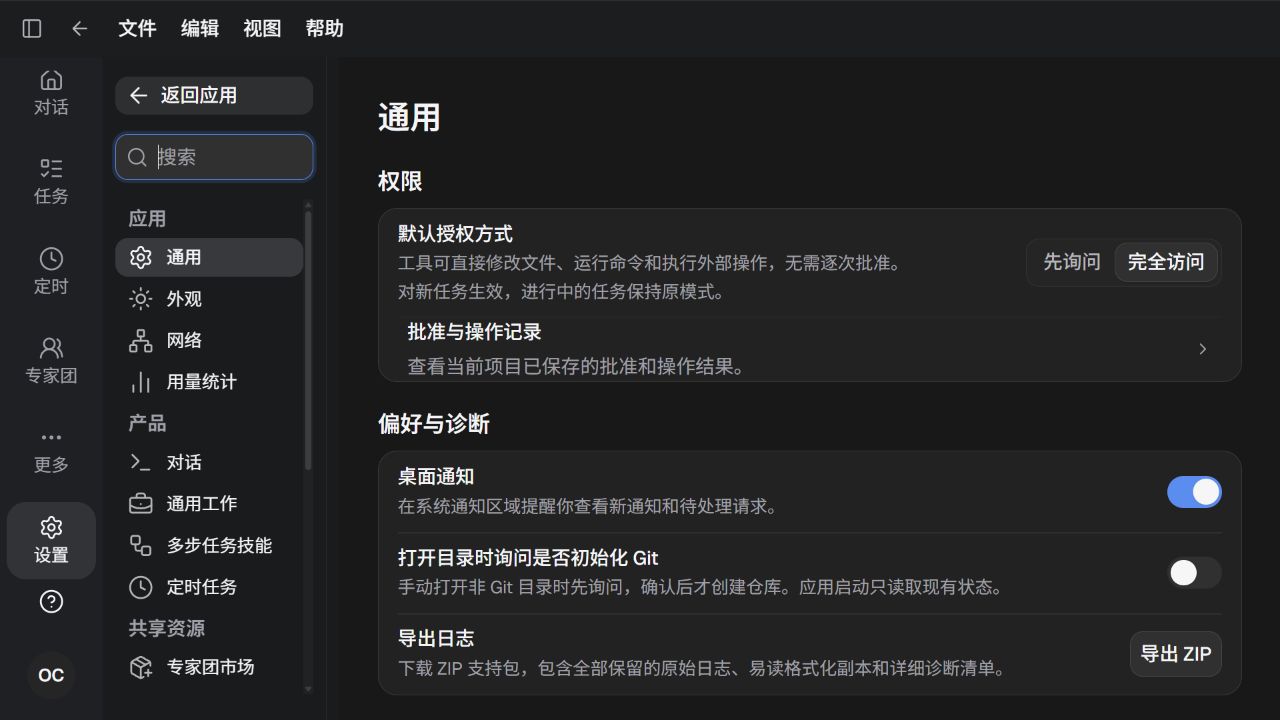 文件 编辑 视图 帮助
对话
任务
定时
专家团
更多
设置
OC
返回应用
搜索
应用
通用
外观
网络
用量统计
产品
对话
通用工作
多步任务技能
定时任务
共享资源
专家团市场
通用
权限
默认授权方式
工具可直接修改文件、运行命令和执行外部操作，无需逐次批准。
对新任务生效，进行中的任务保持原模式。
先询问 完全访问
批准与操作记录
查看当前项目已保存的批准和操作结果。
偏好与诊断
桌面通知
在系统通知区域提醒你查看新通知和待处理请求。
打开目录时询问是否初始化 Git
手动打开非 Git 目录时先询问，确认后才创建仓库。应用启动只读取现有状态。
导出日志
下载 ZIP 支持包，包含全部保留的原始日志、易读格式化副本和详细诊断清单。
导出 ZIP